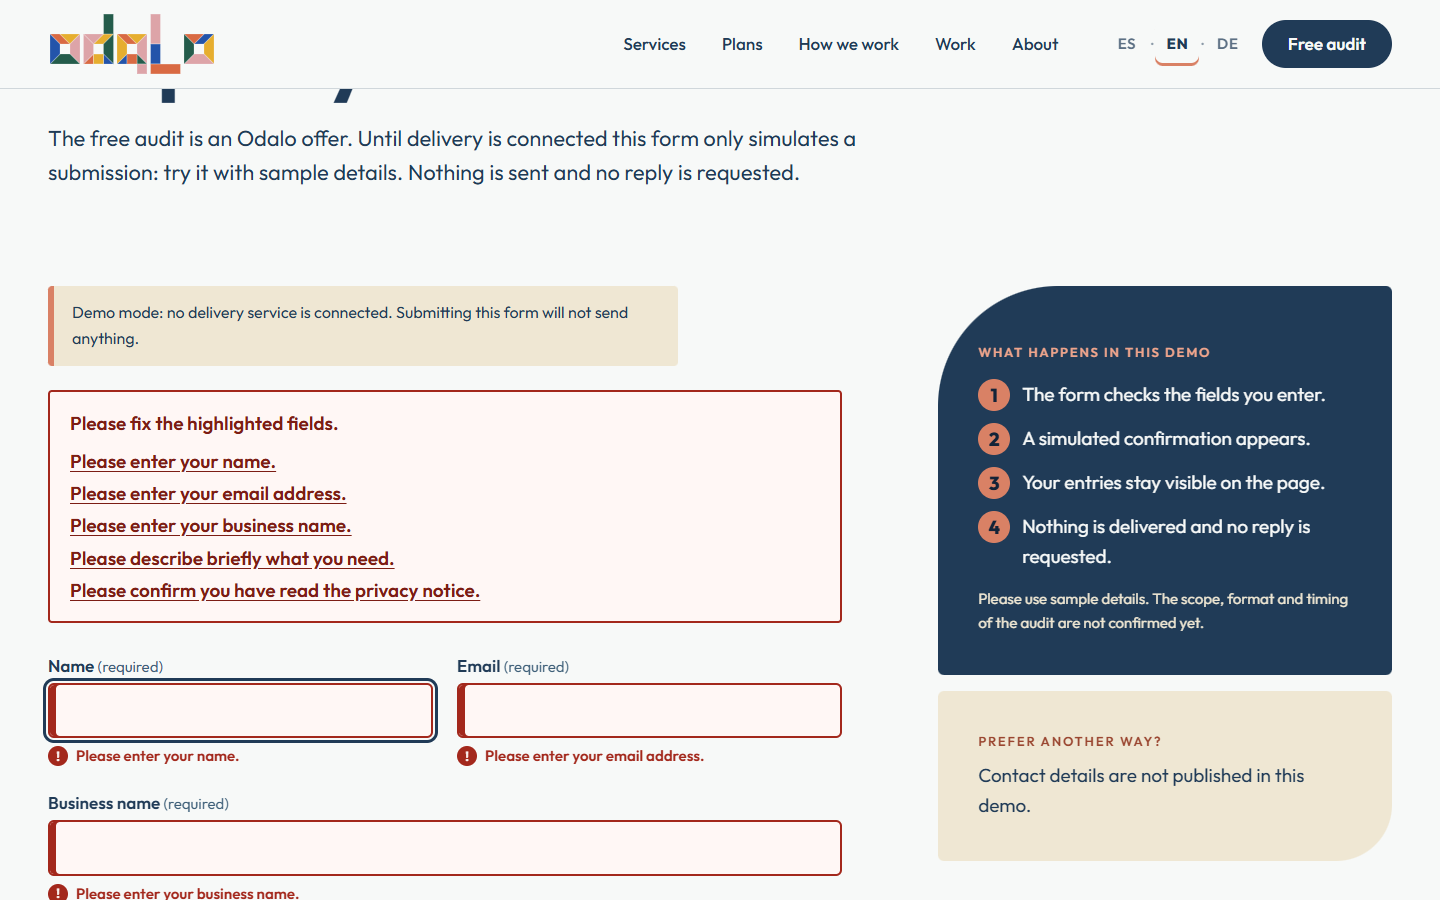 odalo
Services
Plans
How we work
Work
About
ES · EN · DE
Free audit
The free audit is an Odalo offer. Until delivery is connected this form only simulates a
submission: try it with sample details. Nothing is sent and no reply is requested.
Demo mode: no delivery service is connected. Submitting this form will not send
anything.
Please fix the highlighted fields.
Please enter your name.
Please enter your email address.
Please enter your business name.
Please describe briefly what you need.
Please confirm you have read the privacy notice.
Name (required)
Email (required)
! Please enter your name.
! Please enter your email address.
Business name (required)
! Please enter your business name.
WHAT HAPPENS IN THIS DEMO
1 The form checks the fields you enter.
2 A simulated confirmation appears.
3 Your entries stay visible on the page.
4 Nothing is delivered and no reply is
requested.
Please use sample details. The scope, format and timing
of the audit are not confirmed yet.
PREFER ANOTHER WAY?
Contact details are not published in this
demo.